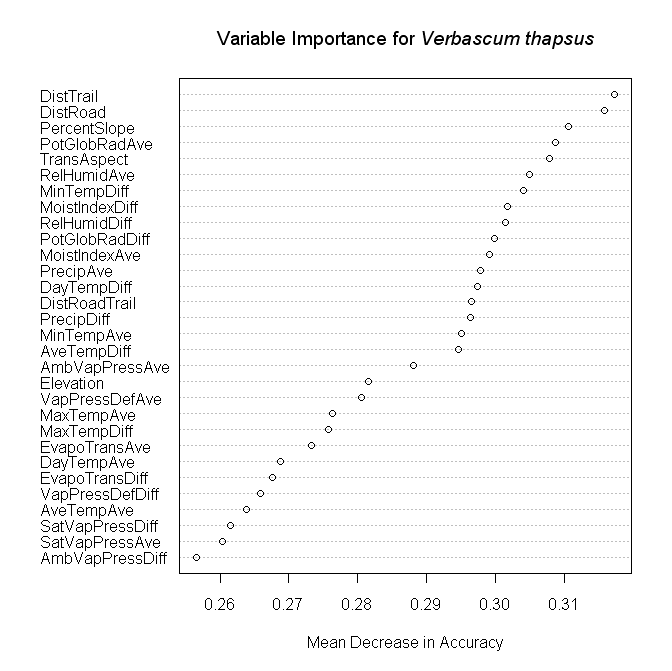 Variable Importance for Verbascum thapsus
DistTrail
DistRoad
PercentSlope
PotGlobRadAve
TransAspect
RelHumidAve
MinTempDiff
MoistIndexDiff
RelHumidDiff
PotGlobRadDiff
MoistIndexAve
PrecipAve
DayTempDiff
DistRoadTrail
PrecipDiff
MinTempAve
AveTempDiff
AmbVapPressAve
Elevation
VapPressDefAve
MaxTempAve
MaxTempDiff
EvapoTransAve
DayTempAve
EvapoTransDiff
VapPressDefDiff
AveTempAve
SatVapPressDiff
SatVapPressAve
AmbVapPressDiff
0.26 0.27 0.28 0.29 0.30 0.31
Mean Decrease in Accuracy